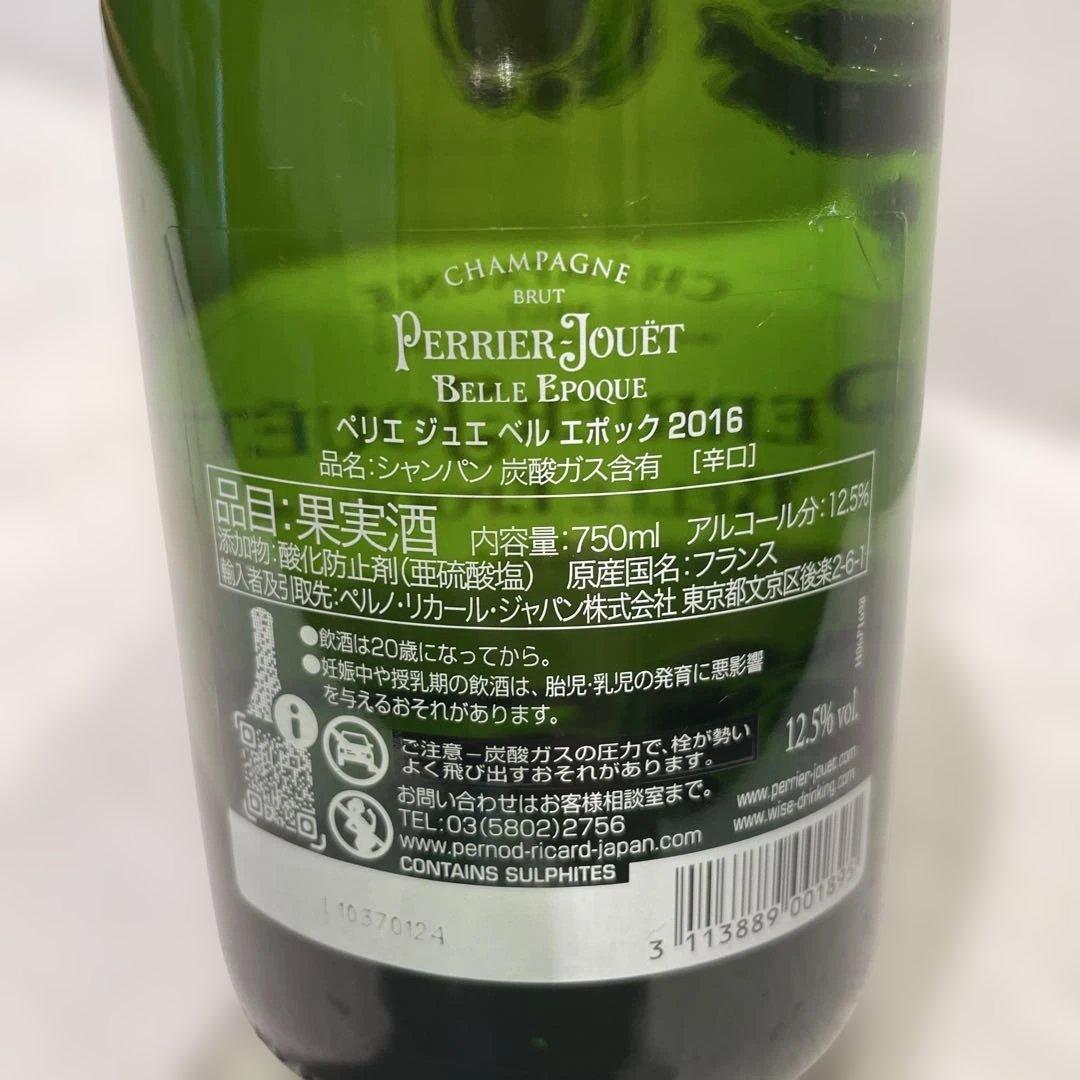 CHAMPAGNE
BRUT
PERRIER-JOUËT
BELLE EPOQUE
ペリエ ジュエ ベル エポック 2016
品名:シャンパン 炭酸ガス含有 [辛口]
品目:果実酒 内容量:750ml アルコール分:12.5%
添加物:酸化防止剤(亜硫酸塩) 原産国名:フランス
輸入者及引取先:ペルノ・リカール・ジャパン株式会社 東京都文京区後楽2-6-1
●飲酒は20歳になってから。
●妊娠中や授乳期の飲酒は、胎児・乳児の発育に悪影響
を与えるおそれがあります。
ご注意-炭酸ガスの圧力で、栓が勢い
よく飛び出すおそれがあります。
12.5% vol.
お問い合わせはお客様相談室まで。
TEL:03(5802)2756
www.pernod-ricard-japan.com
CONTAINS SULPHITES
www.perrier-jouet.com
www.wise-drinking.com
10370124
3 113889 001893